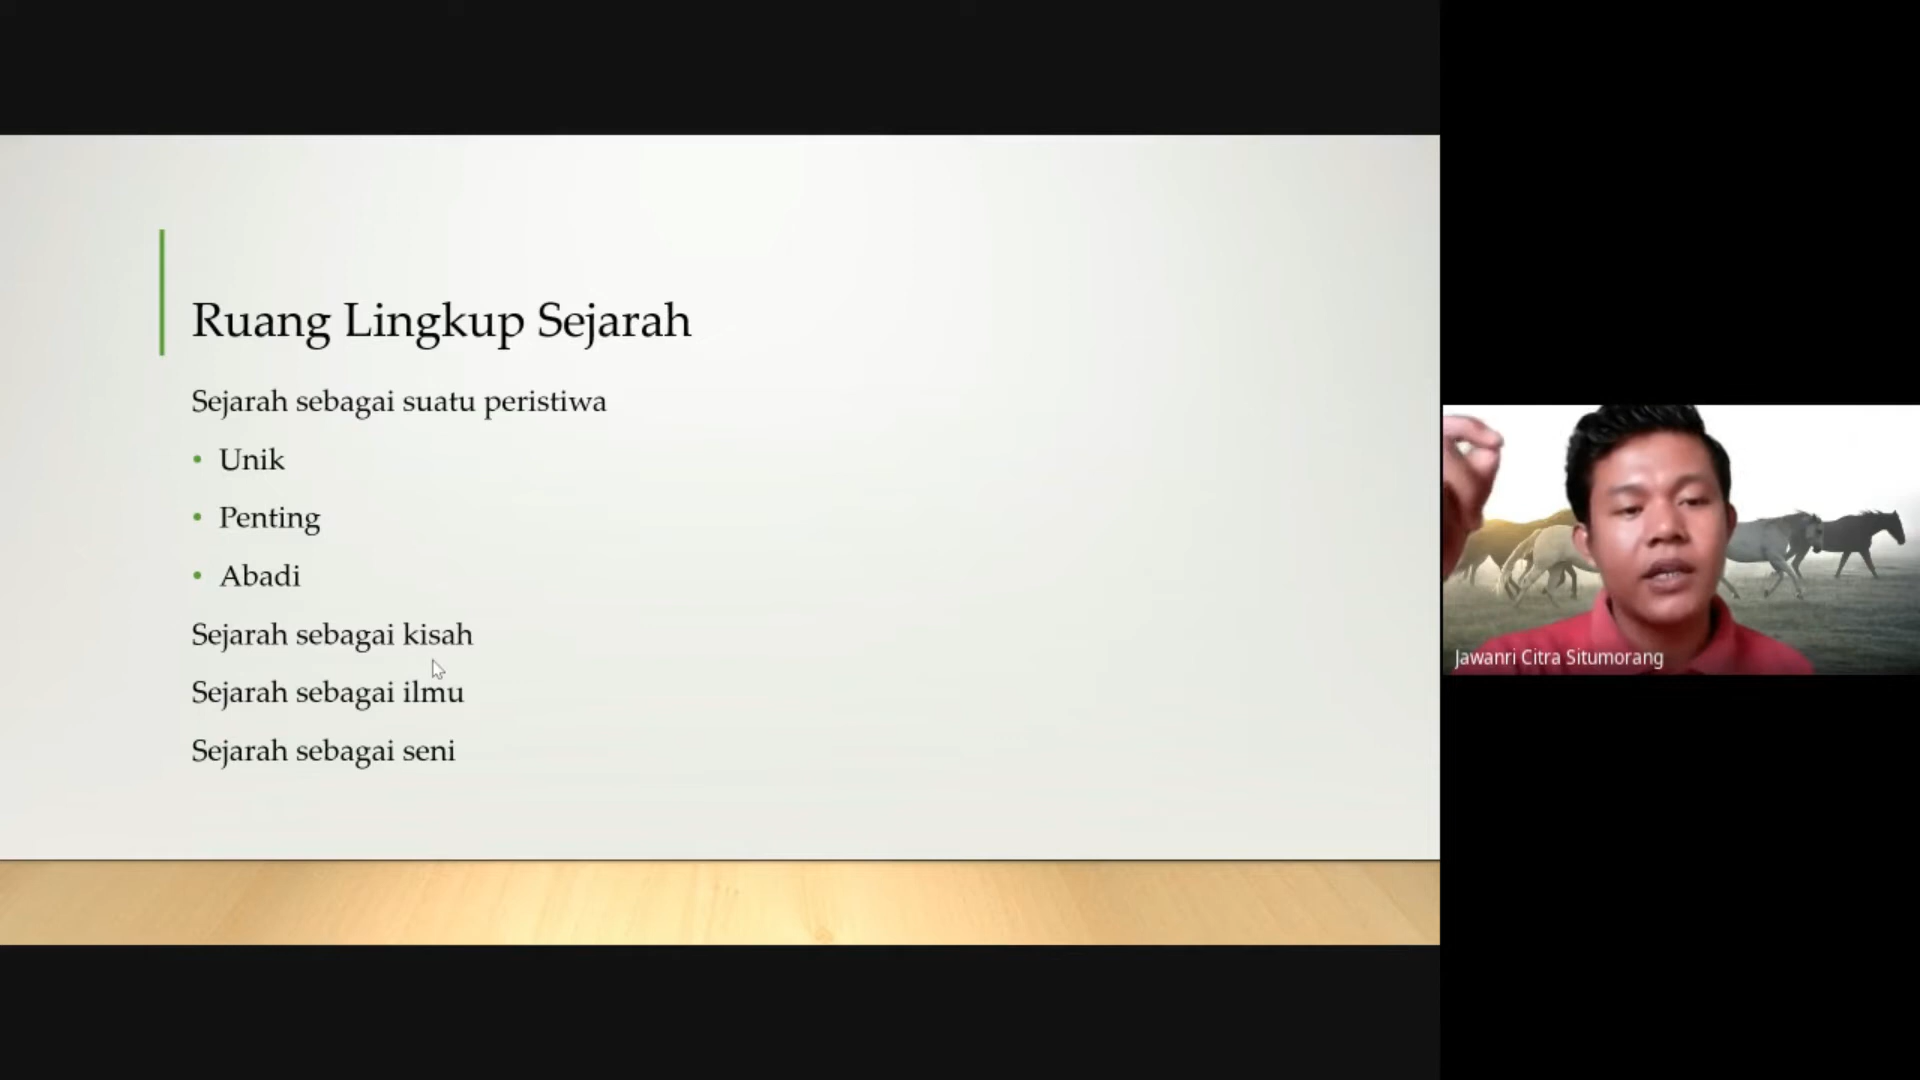 Ruang Lingkup Sejarah
Sejarah sebagai suatu peristiwa
• Unik
• Penting
• Abadi
Sejarah sebagai kisah
Sejarah sebagai ilmu
Sejarah sebagai seni
Jawanri Citra Situmorang